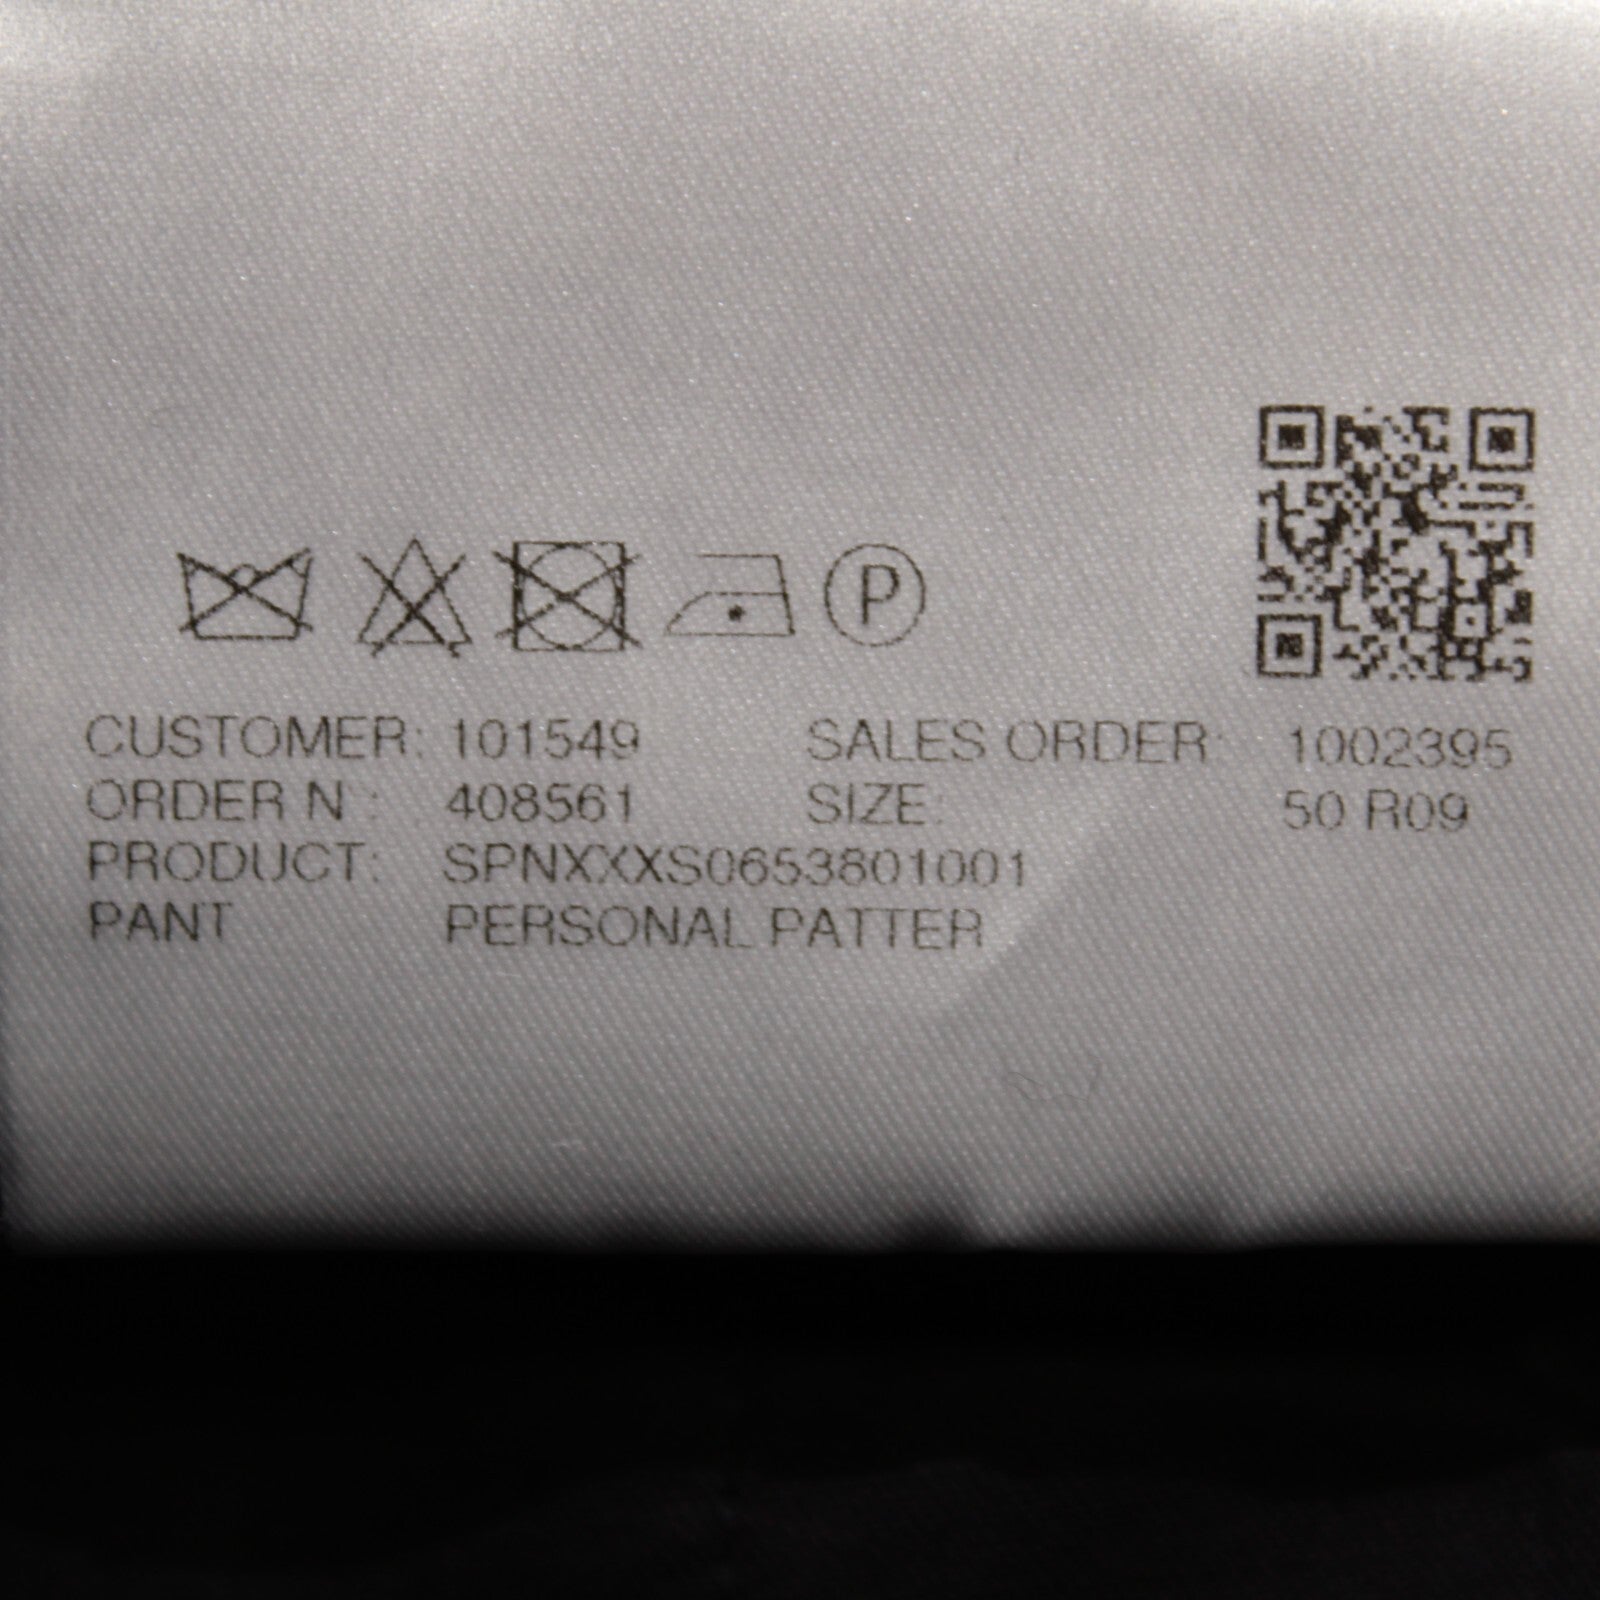 P
CUSTOMER: 101549 SALES ORDER: 1002395
ORDER N : 408561 SIZE: 50 R09
PRODUCT: SPNXXXS0653801001
PANT PERSONAL PATTER